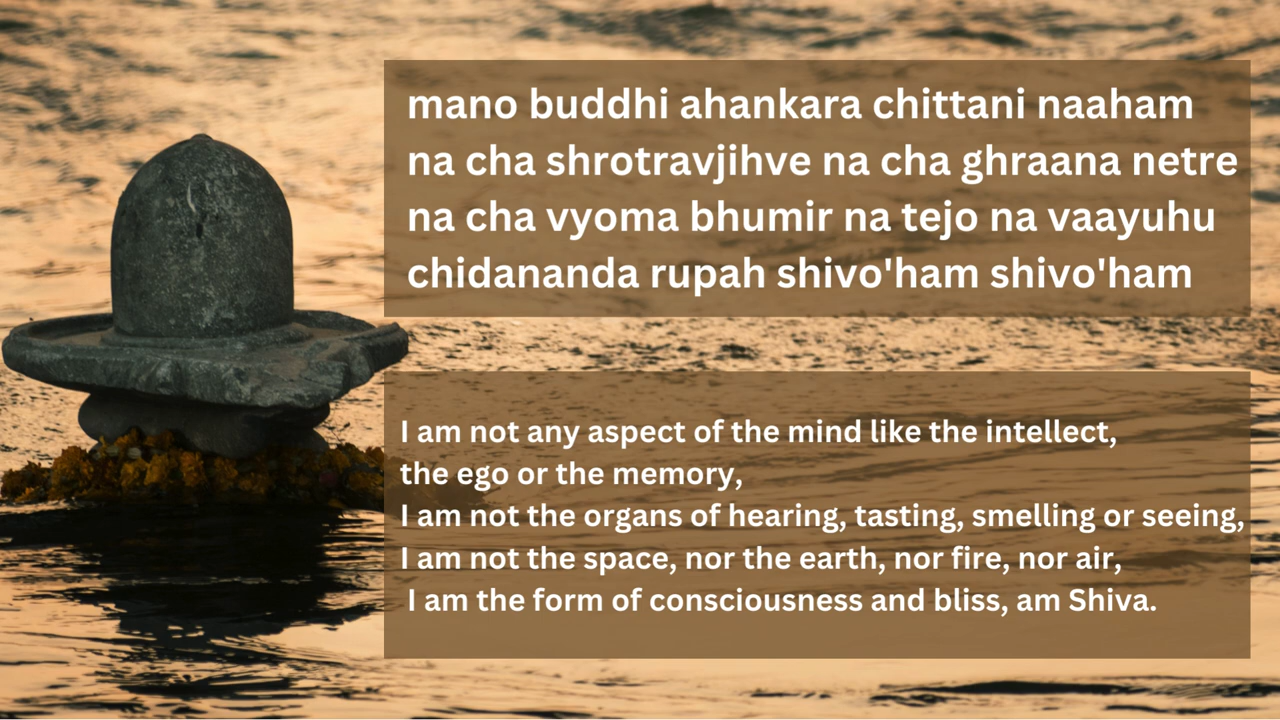 mano buddhi ahankara chittani naaham
na cha shrotravjihve na cha ghraana netre
na cha vyoma bhumir na tejo na vaayuhu
chidananda rupah shivo'ham shivo'ham
I am not any aspect of the mind like the intellect,
the ego or the memory,
I am not the organs of hearing, tasting, smelling or seeing,
I am not the space, nor the earth, nor fire, nor air,
I am the form of consciousness and bliss, am Shiva.